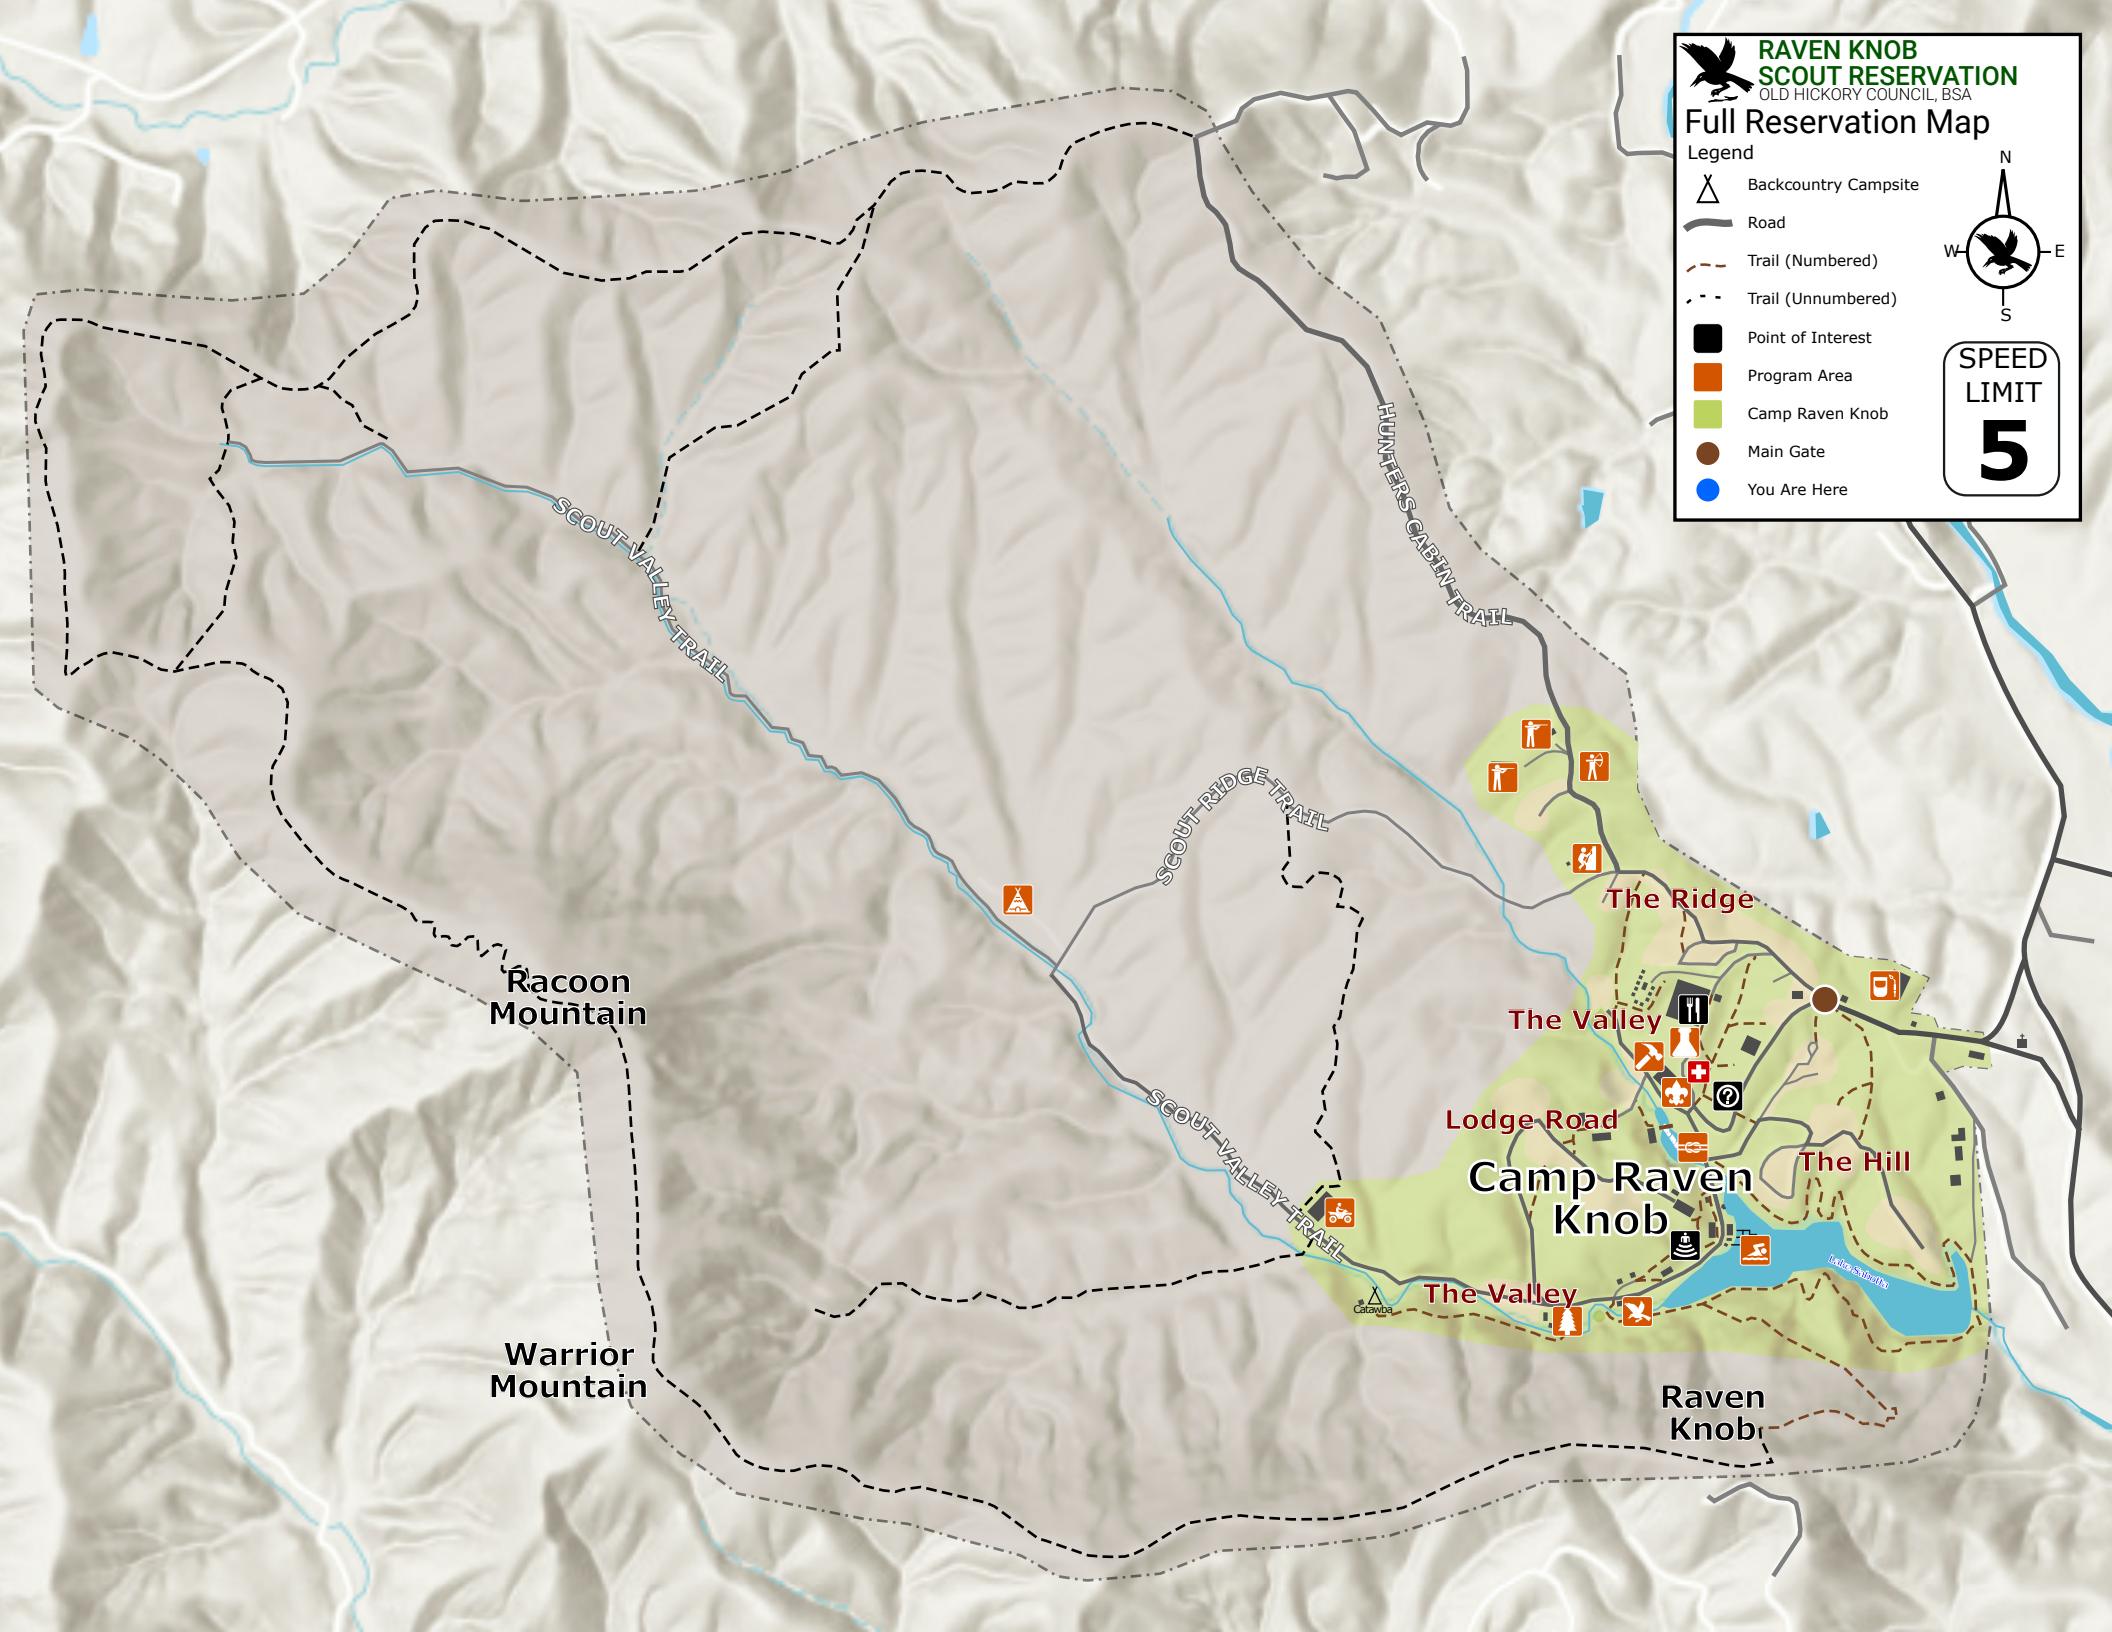 RAVEN KNOB
SCOUT RESERVATION
OLD HICKORY COUNCIL, BSA
Full Reservation Map
Legend
Backcountry Campsite
Road
Trail (Numbered)
Trail (Unnumbered)
Point of Interest
Program Area
Camp Raven Knob
Main Gate
You Are Here
N
W
E
S
SPEED
LIMIT
5
HUNTERS CABIN TRAIL
SCOUT VALLEY TRAIL
SCOUT RIDGE TRAIL
The Ridge
Racoon
Mountain
The Valley
SCOUT VALLEY TRAIL
Lodge Road
Camp Raven
Knob
The Hill
Lake Sabotta
Catawba
The Valley
Warrior
Mountain
Raven
Knob